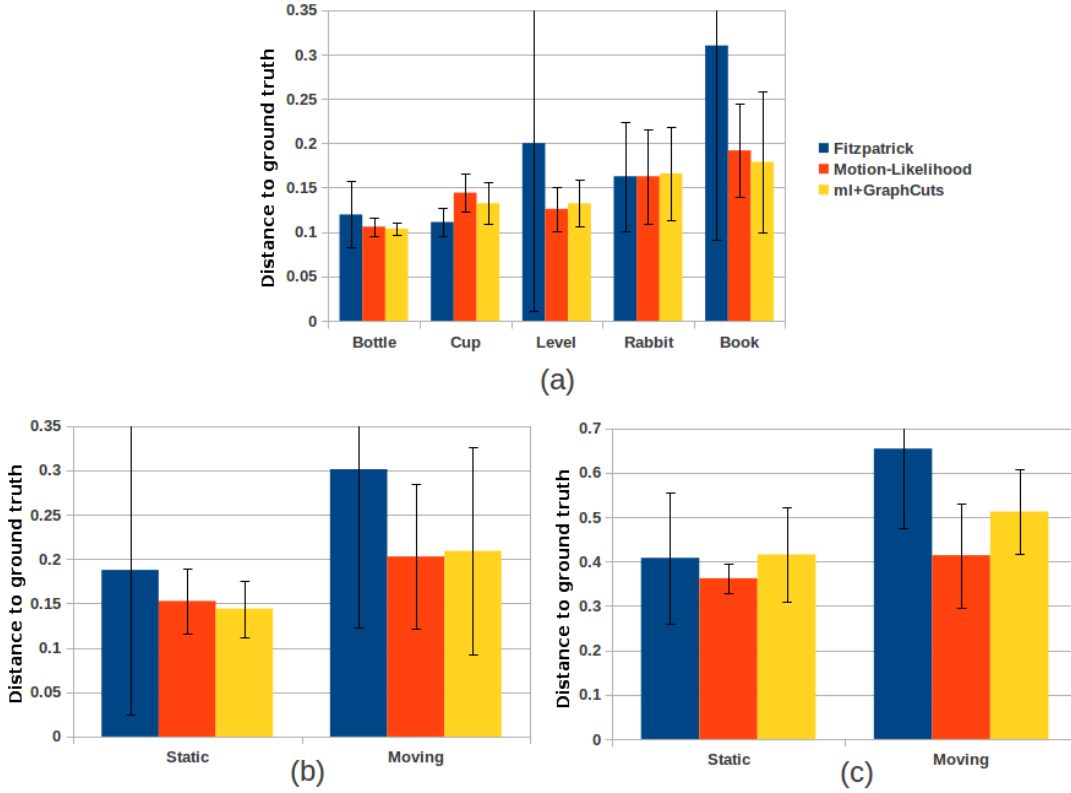 0.35
0.3
0.25
0.2
0.15
0.1
0.05
0
Distance to ground truth
Bottle Cup Level Rabbit Book
Fitzpatrick
Motion-Likelihood
ml+GraphCuts
(a)
0.35
0.3
0.25
0.2
0.15
0.1
0.05
0
Distance to ground truth
Static Moving
(b)
0.7
0.6
0.5
0.4
0.3
0.2
0.1
0
Distance to ground truth
Static Moving
(c)